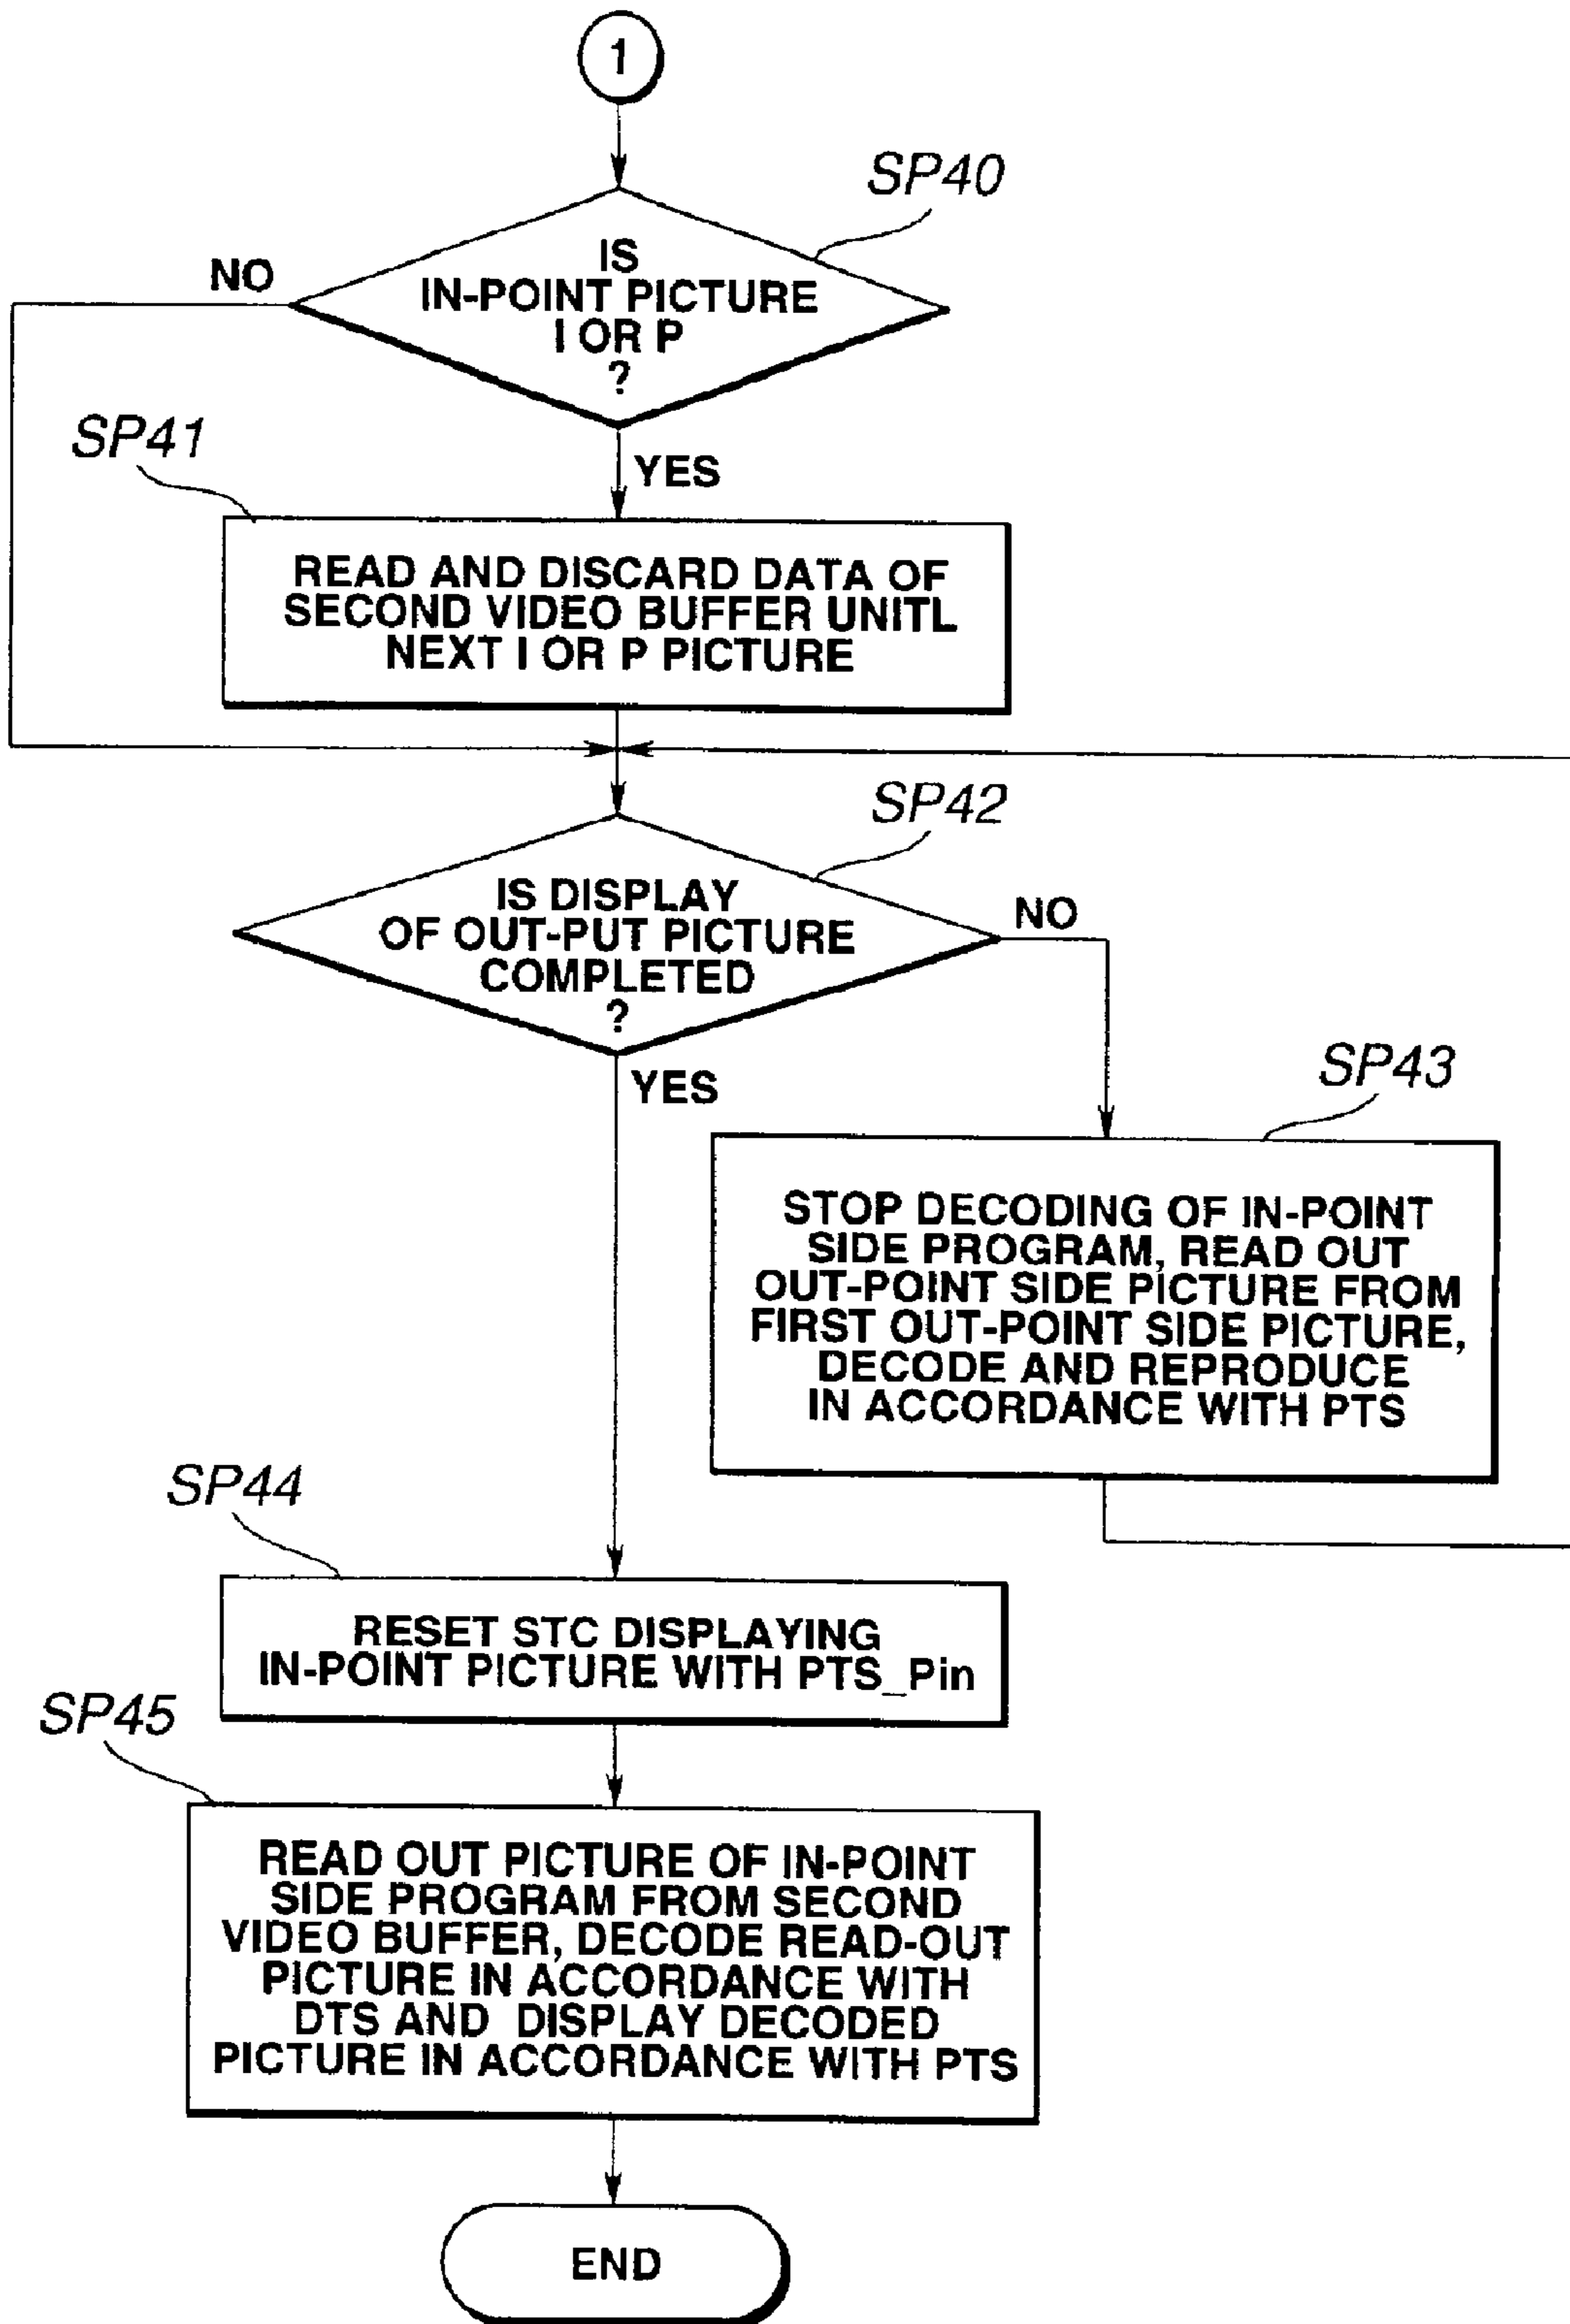 1
SP40
IS
IN-POINT PICTURE
I OR P
?
NO
YES
SP41
READ AND DISCARD DATA OF
SECOND VIDEO BUFFER UNITL
NEXT I OR P PICTURE
SP42
IS DISPLAY
OF OUT-PUT PICTURE
COMPLETED
?
NO
YES
SP43
STOP DECODING OF IN-POINT
SIDE PROGRAM, READ OUT
OUT-POINT SIDE PICTURE FROM
FIRST OUT-POINT SIDE PICTURE,
DECODE AND REPRODUCE
IN ACCORDANCE WITH PTS
SP44
RESET STC DISPLAYING
IN-POINT PICTURE WITH PTS_Pin
SP45
READ OUT PICTURE OF IN-POINT
SIDE PROGRAM FROM SECOND
VIDEO BUFFER, DECODE READ-OUT
PICTURE IN ACCORDANCE WITH
DTS AND DISPLAY DECODED
PICTURE IN ACCORDANCE WITH PTS
END